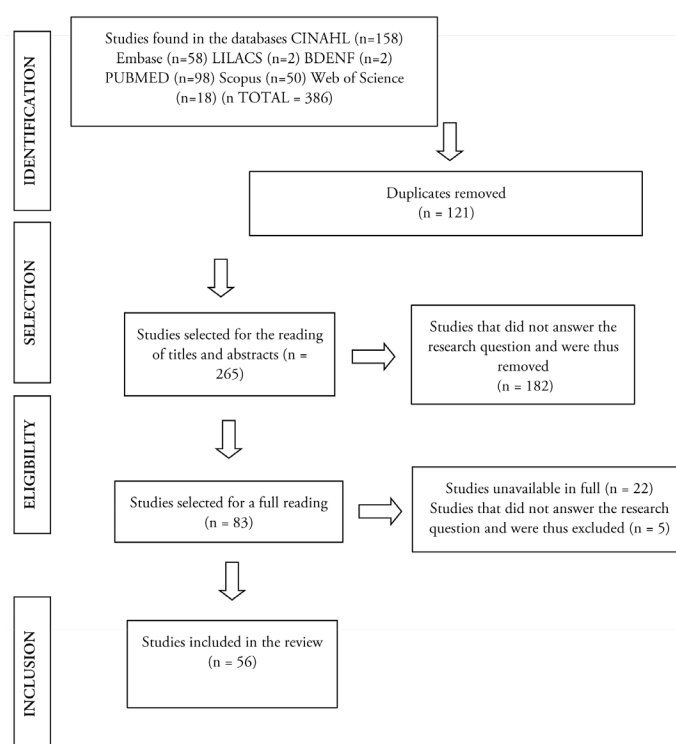 IDENTIFICATION
Studies found in the databases CINAHL (n=158)
Embase (n=58) LILACS (n=2) BDENF (n=2)
PUBMED (n=98) Scopus (n=50) Web of Science
(n=18) (n TOTAL = 386)
Duplicates removed
(n = 121)
SELECTION
Studies selected for the reading
of titles and abstracts (n =
265)
Studies that did not answer the
research question and were thus
removed
(n = 182)
ELIGIBILITY
Studies selected for a full reading
(n = 83)
Studies unavailable in full (n = 22)
Studies that did not answer the research
question and were thus excluded (n = 5)
INCLUSION
Studies included in the review
(n = 56)